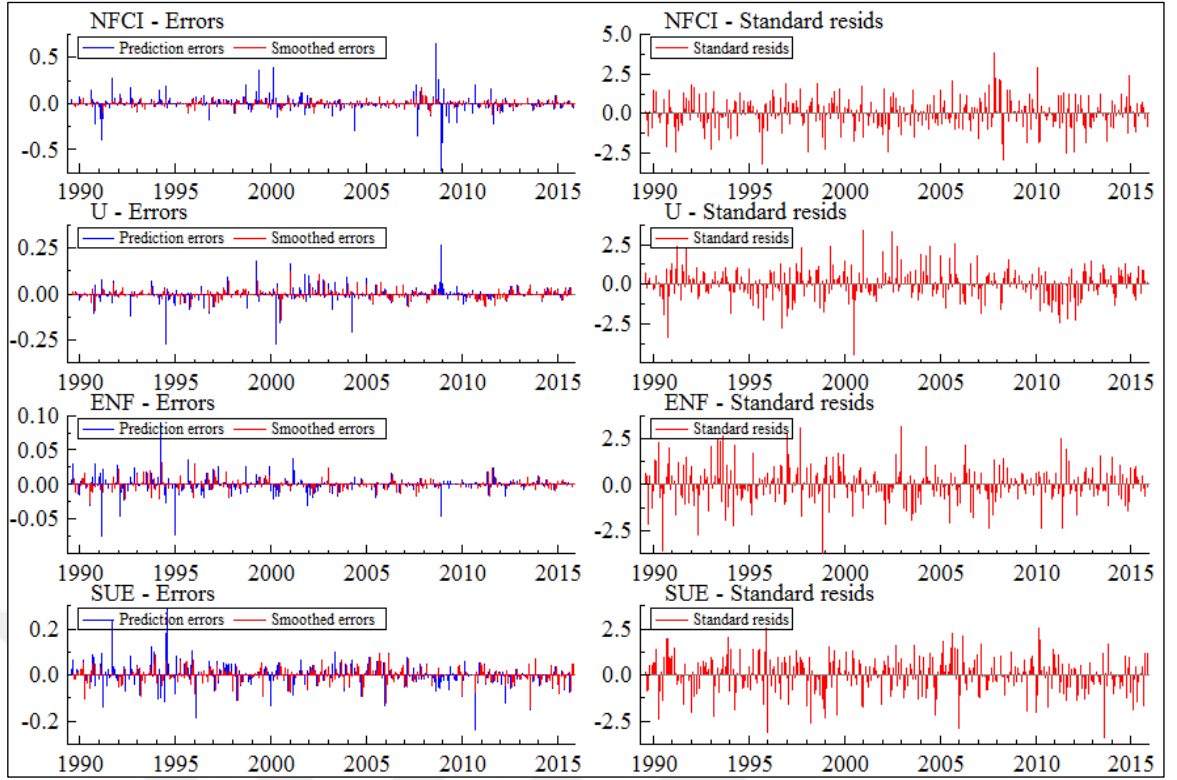 NFCI - Errors
Prediction errors Smoothed errors
0.5
0.0
-0.5
1990 1995 2000 2005 2010 2015
NFCI - Standard resids
Standard resids
5.0
2.5
0.0
-2.5
1990 1995 2000 2005 2010 2015
U - Errors
Prediction errors Smoothed errors
0.25
0.00
-0.25
1990 1995 2000 2005 2010 2015
U - Standard resids
Standard resids
2.5
0.0
-2.5
1990 1995 2000 2005 2010 2015
ENF - Errors
Prediction errors Smoothed errors
0.10
0.05
0.00
-0.05
1990 1995 2000 2005 2010 2015
ENF - Standard resids
Standard resids
2.5
0.0
-2.5
1990 1995 2000 2005 2010 2015
SUE - Errors
Prediction errors Smoothed errors
0.2
0.0
-0.2
1990 1995 2000 2005 2010 2015
SUE - Standard resids
Standard resids
2.5
0.0
-2.5
1990 1995 2000 2005 2010 2015